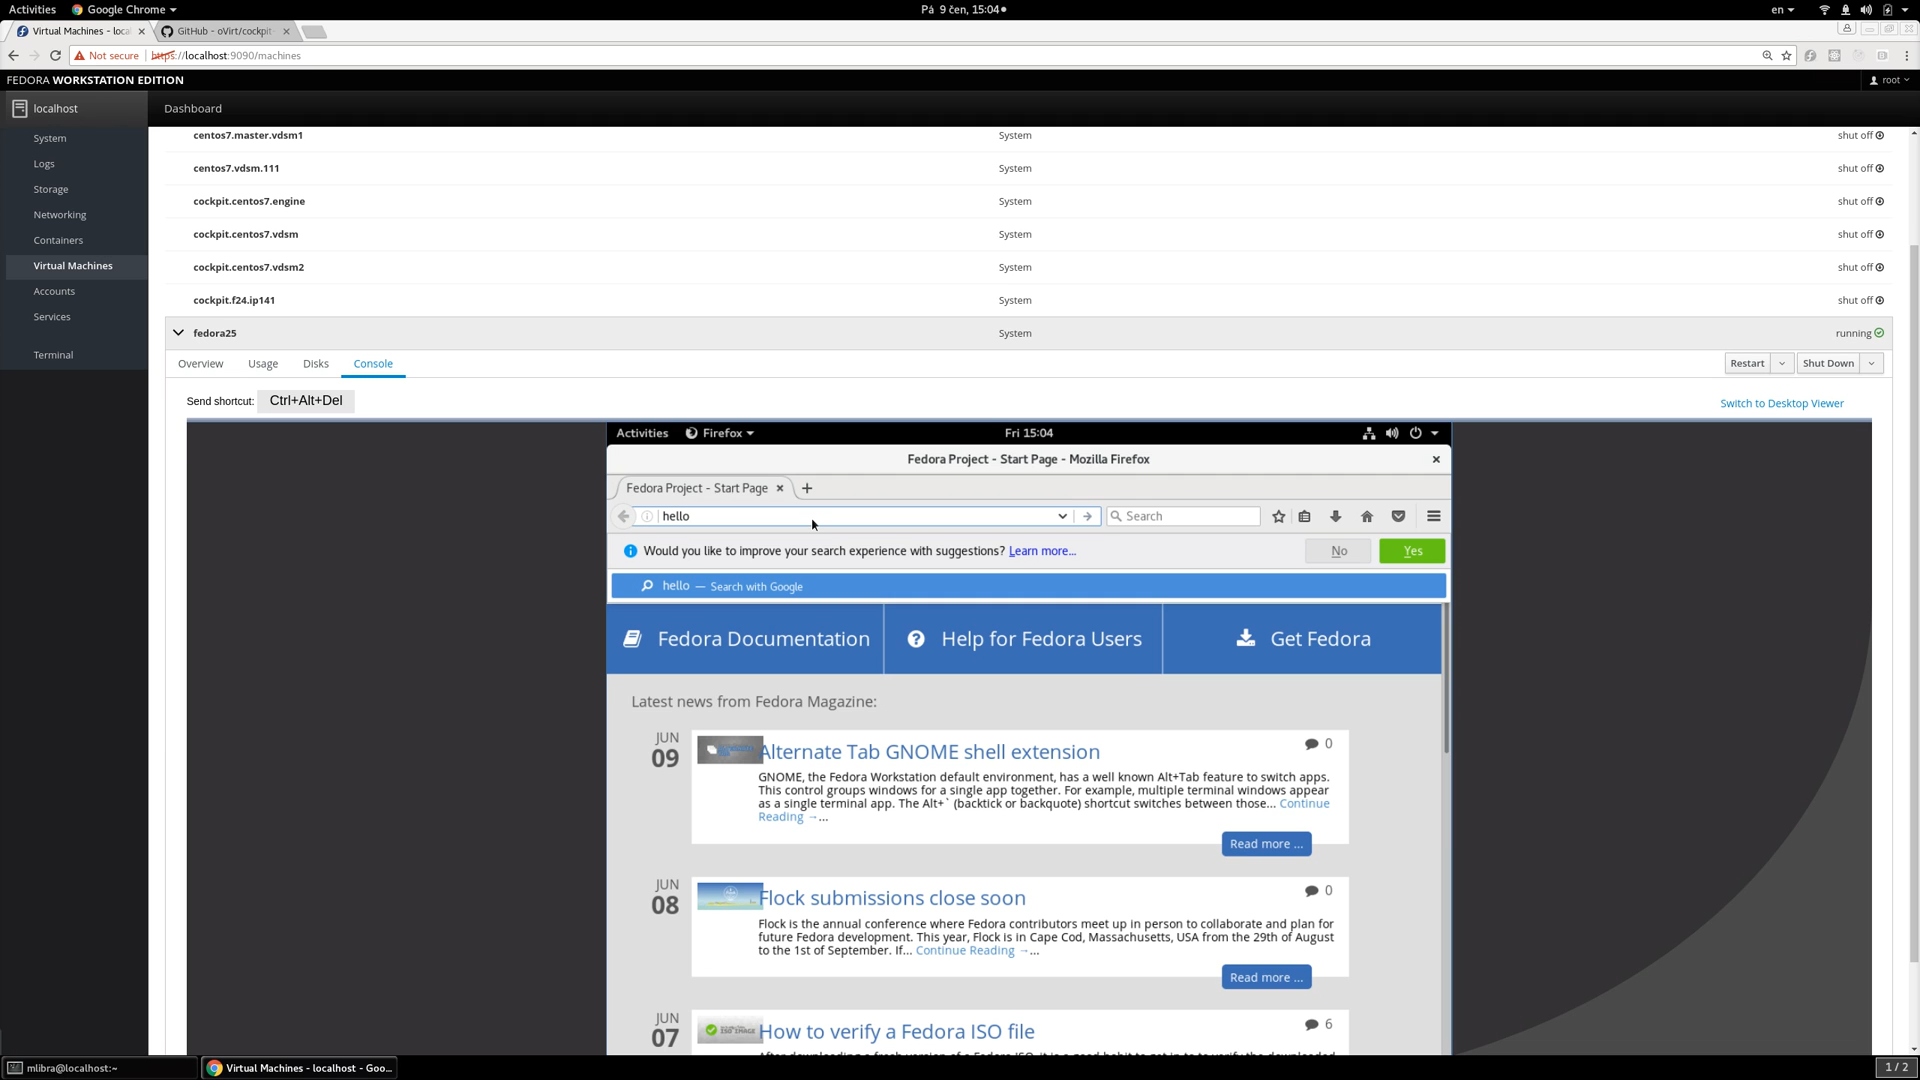 Activities Google Chrome Pá 9 čen, 15:04 en
Virtual Machines - loca GitHub - oVirt/cockpit-
Not secure https://localhost:9090/machines
FEDORA WORKSTATION EDITION root
localhost Dashboard
System
Logs
Storage
Networking
Containers
Virtual Machines
Accounts
Services
Terminal
centos7.master.vdsm1 System shut off
centos7.vdsm.111 System shut off
cockpit.centos7.engine System shut off
cockpit.centos7.vdsm System shut off
cockpit.centos7.vdsm2 System shut off
cockpit.f24.ip141 System shut off
fedora25 System running
Overview Usage Disks Console Restart Shut Down
Send shortcut: Ctrl+Alt+Del Switch to Desktop Viewer
Activities Firefox Fri 15:04
Fedora Project - Start Page - Mozilla Firefox
Fedora Project - Start Page
hello Search
Would you like to improve your search experience with suggestions? Learn more... No Yes
hello — Search with Google
Fedora Documentation Help for Fedora Users Get Fedora
Latest news from Fedora Magazine:
JUN
09
Alternate Tab GNOME shell extension 0
GNOME, the Fedora Workstation default environment, has a well known Alt+Tab feature to switch apps.
This control groups windows for a single app together. For example, multiple terminal windows appear
as a single terminal app. The Alt+` (backtick or backquote) shortcut switches between those... Continue
Reading →...
Read more ...
JUN
08
Flock submissions close soon 0
Flock is the annual conference where Fedora contributors meet up in person to collaborate and plan for
future Fedora development. This year, Flock is in Cape Cod, Massachusetts, USA from the 29th of August
to the 1st of September. If... Continue Reading →...
Read more ...
JUN
07
How to verify a Fedora ISO file 6
mlibra@localhost:~ Virtual Machines - localhost - Goo... 1 / 2